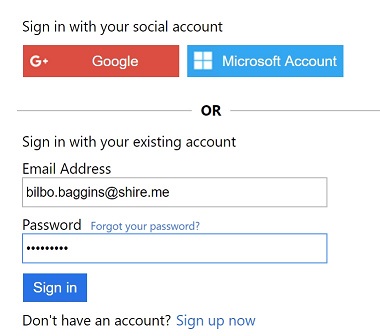 Sign in with your social account
G+ Google
Microsoft Account
OR
Sign in with your existing account
Email Address
bilbo.baggins@shire.me
Password Forgot your password?
•••••••••
Sign in
Don't have an account? Sign up now